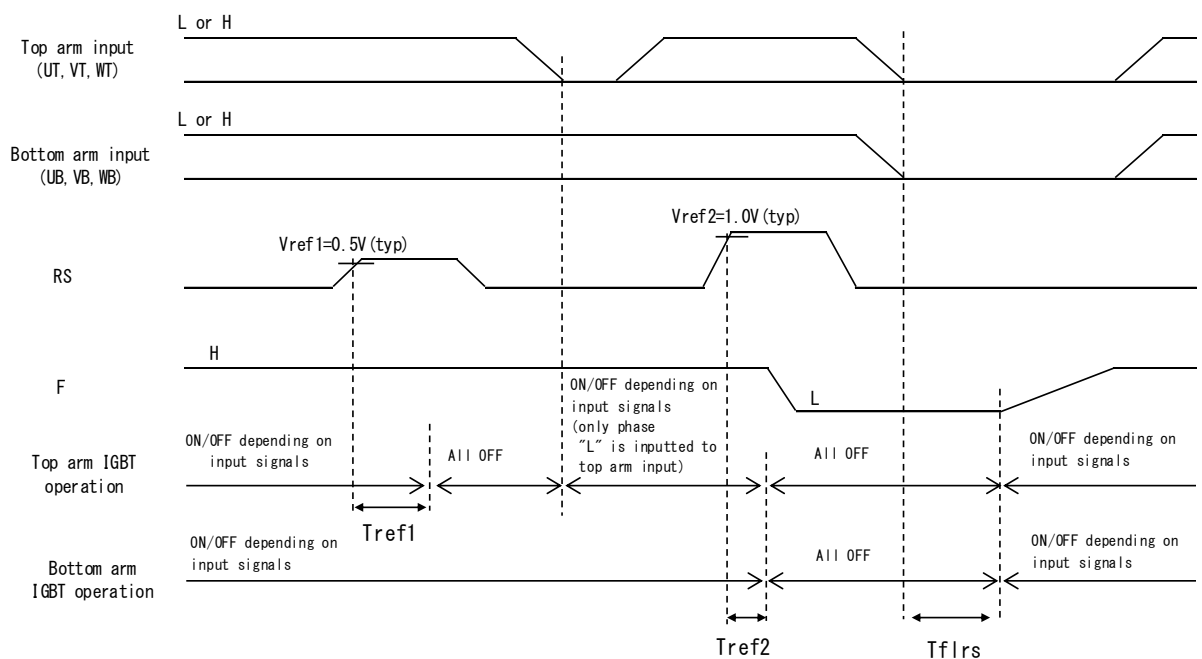 L or H
Top arm input
(UT, VT, WT)
L or H
Bottom arm input
(UB, VB, WB)
Vref1=0.5V(typ)
Vref2=1.0V(typ)
RS
H
F
L
ON/OFF depending on
input signals
(only phase
"L" is inputted to
top arm input)
Top arm IGBT
operation
ON/OFF depending on
input signals
All OFF
All OFF
ON/OFF depending on
input signals
Tref1
Bottom arm
IGBT operation
ON/OFF depending on
input signals
All OFF
ON/OFF depending on
input signals
Tref2
Tflrs